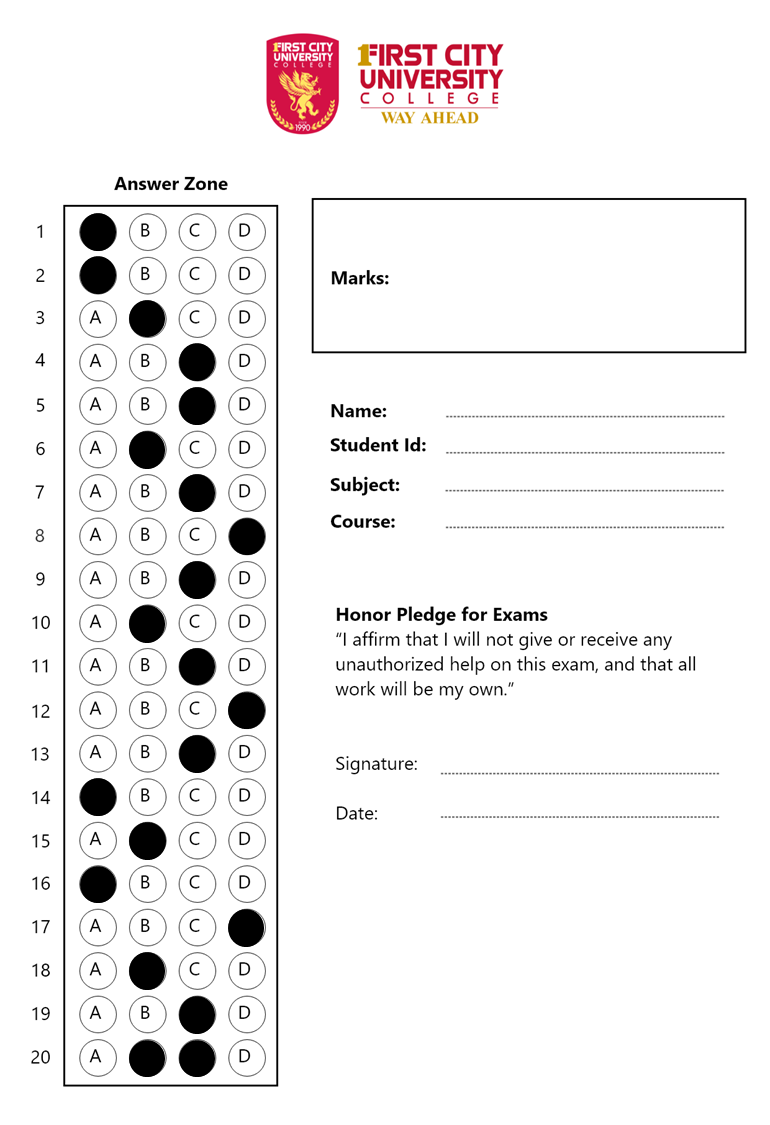 1FIRST CITY
UNIVERSITY
COLLEGE
SINCE
1990
1FIRST CITY
UNIVERSITY
COLLEGE
WAY AHEAD
Answer Zone
1 B C D
2 B C D
3 A C D
4 A B D
5 A B D
6 A C D
7 A B D
8 A B C
9 A B D
10 A C D
11 A B D
12 A B C
13 A B D
14 B C D
15 A C D
16 B C D
17 A B C
18 A C D
19 A B D
20 A D
Marks:
Name:
Student Id:
Subject:
Course:
Honor Pledge for Exams
“I affirm that I will not give or receive any
unauthorized help on this exam, and that all
work will be my own.”
Signature:
Date: